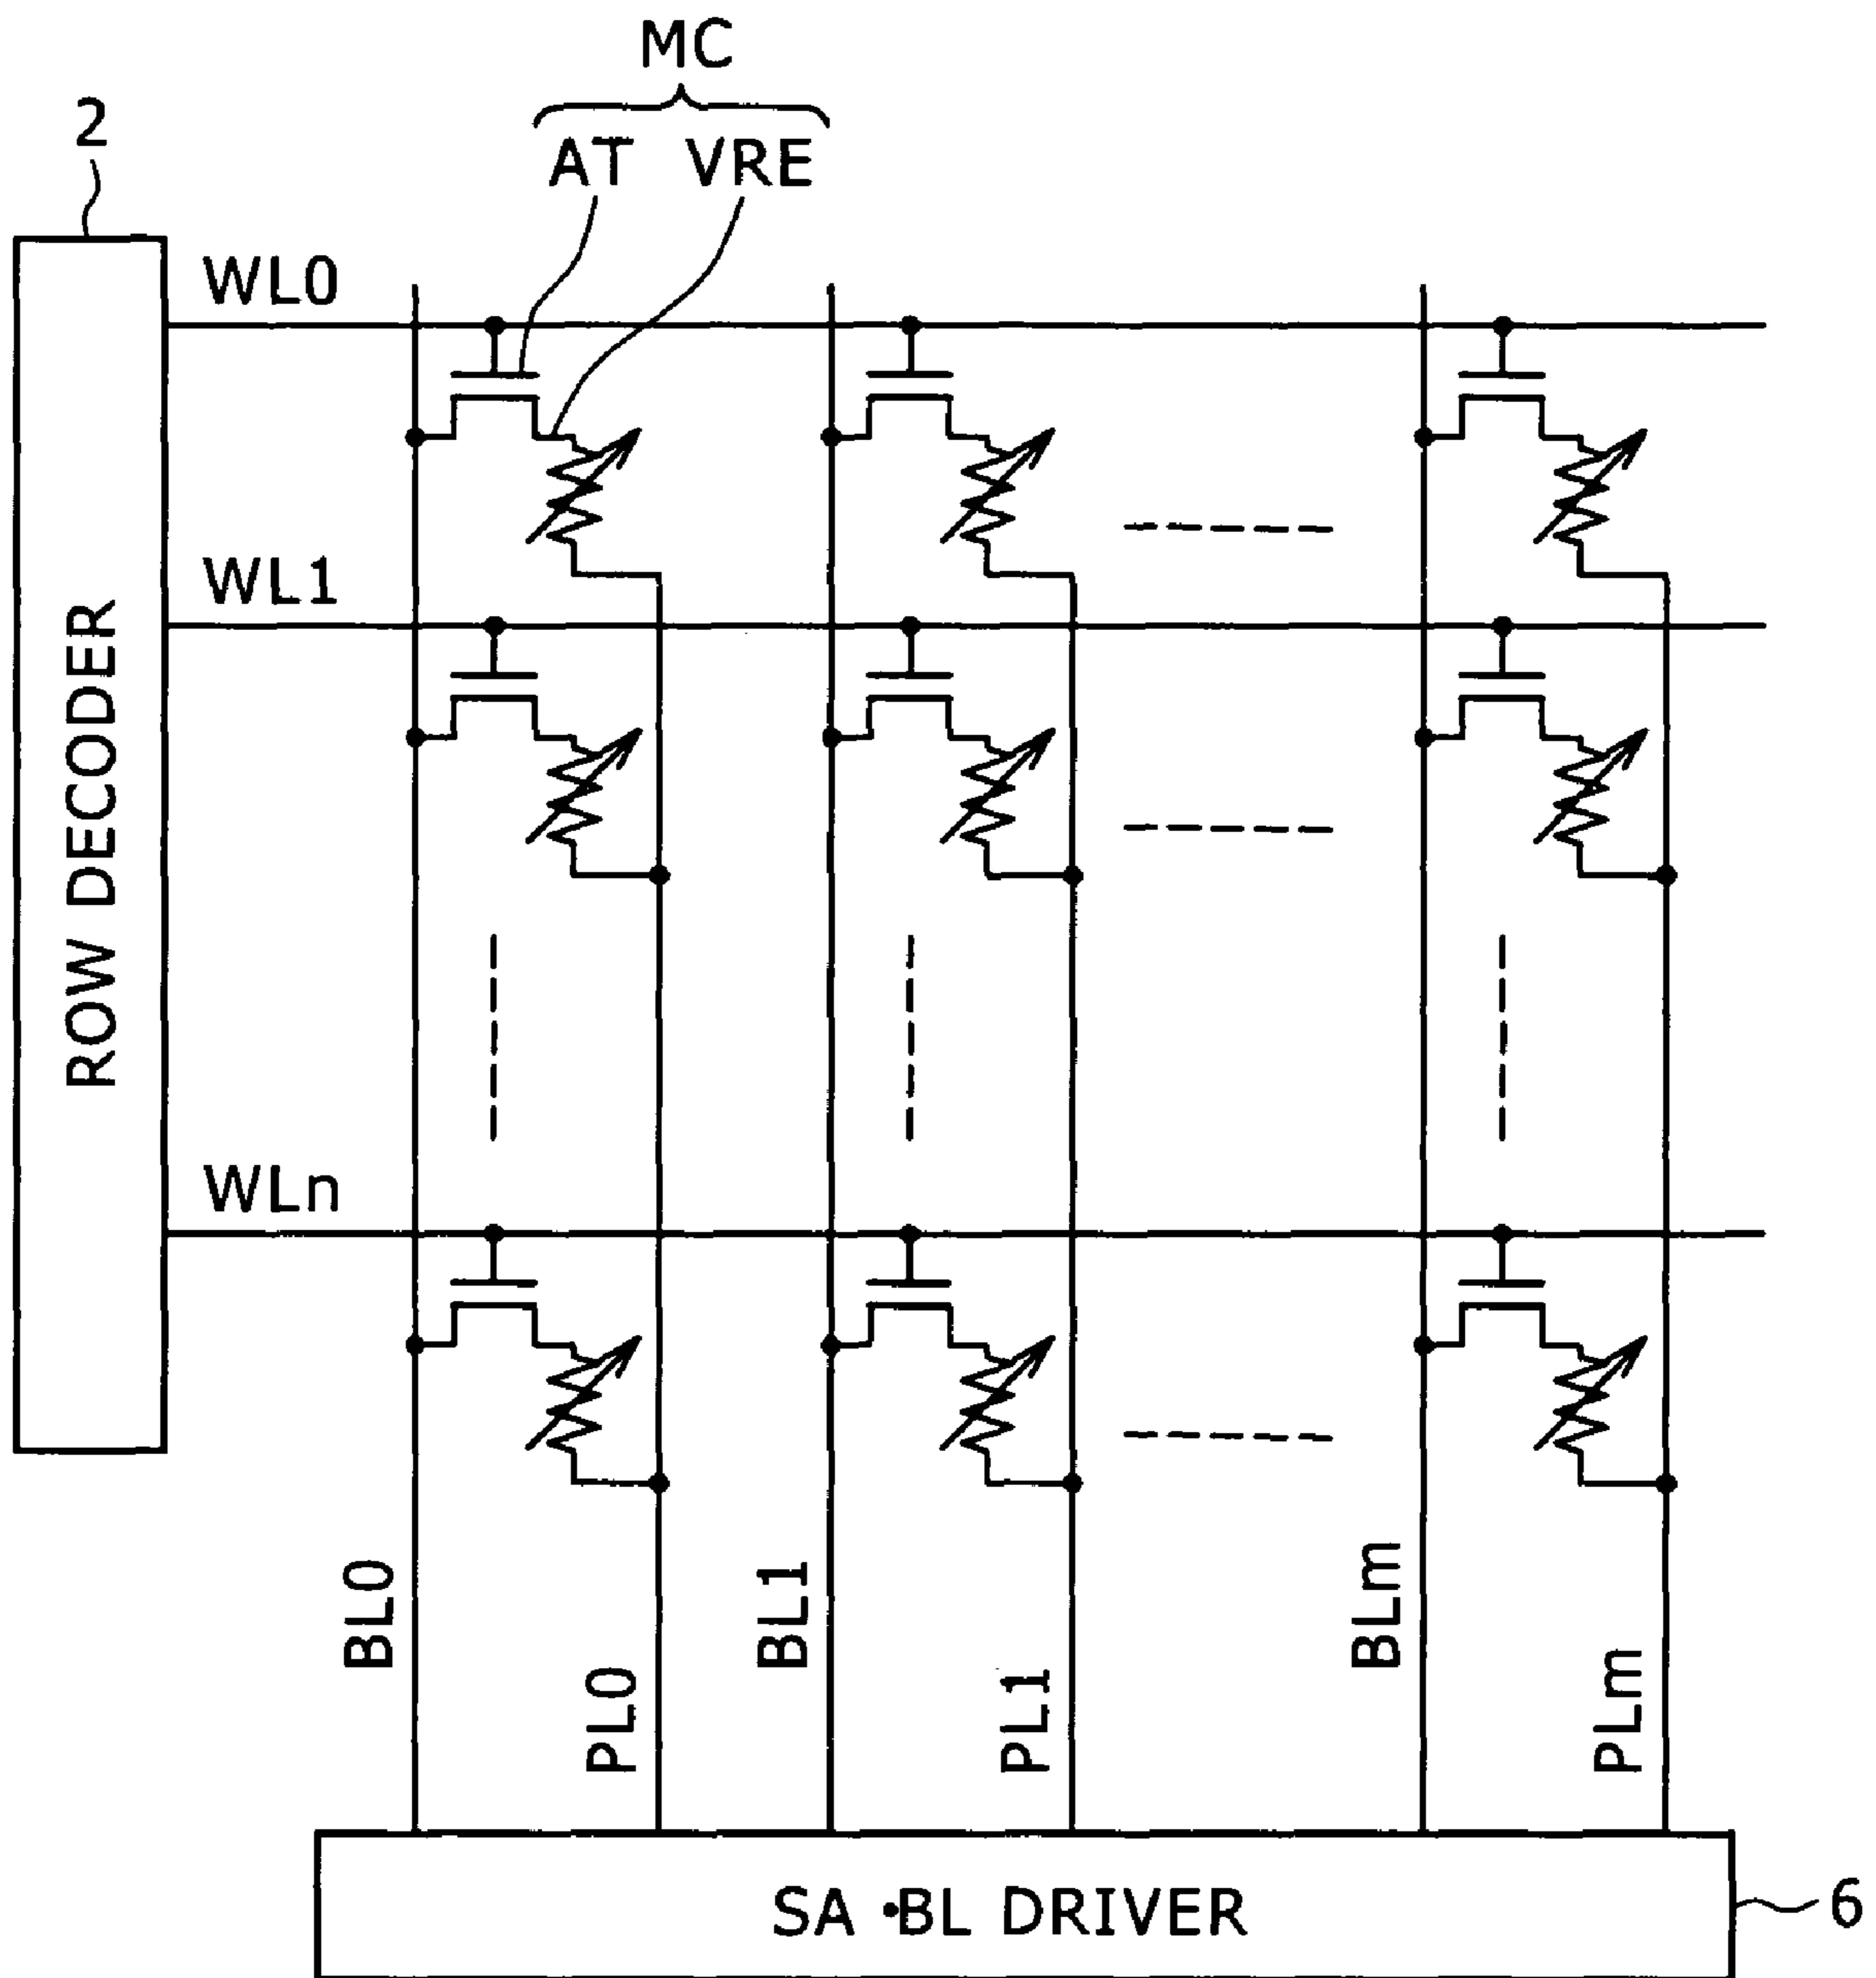 MC
2
AT VRE
WL0
WL1
ROW DECODER
WLn
BL0
BL1
BLm
PL0
PL1
PLm
SA •BL DRIVER
6